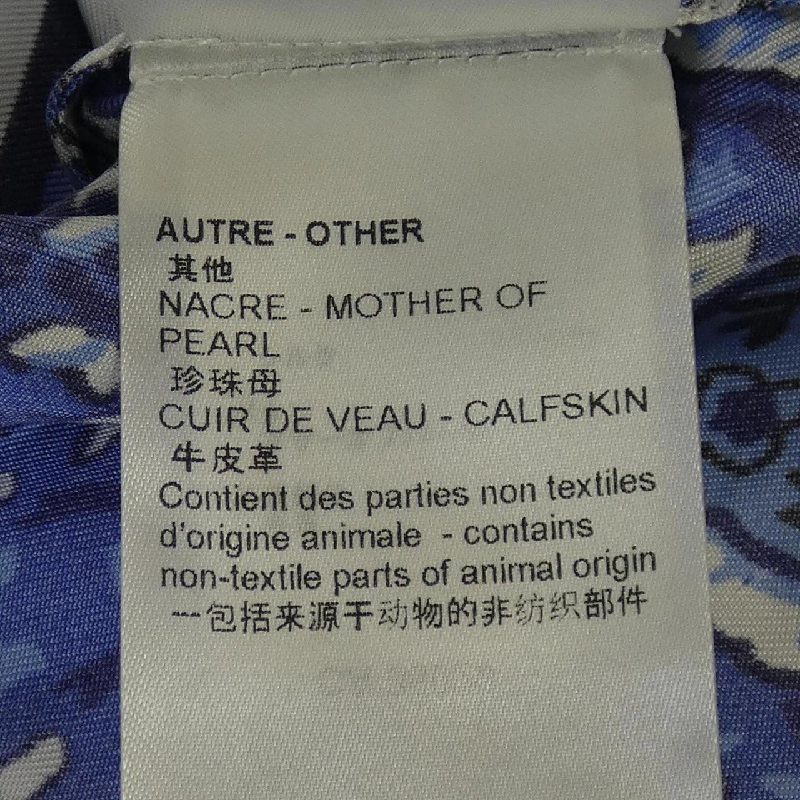 AUTRE - OTHER
其他
NACRE - MOTHER OF
PEARL
珍珠母
CUIR DE VEAU - CALFSKIN
牛皮革
Contient des parties non textiles
d'origine animale - contains
non-textile parts of animal origin
一包括来源于动物的非纺织部件